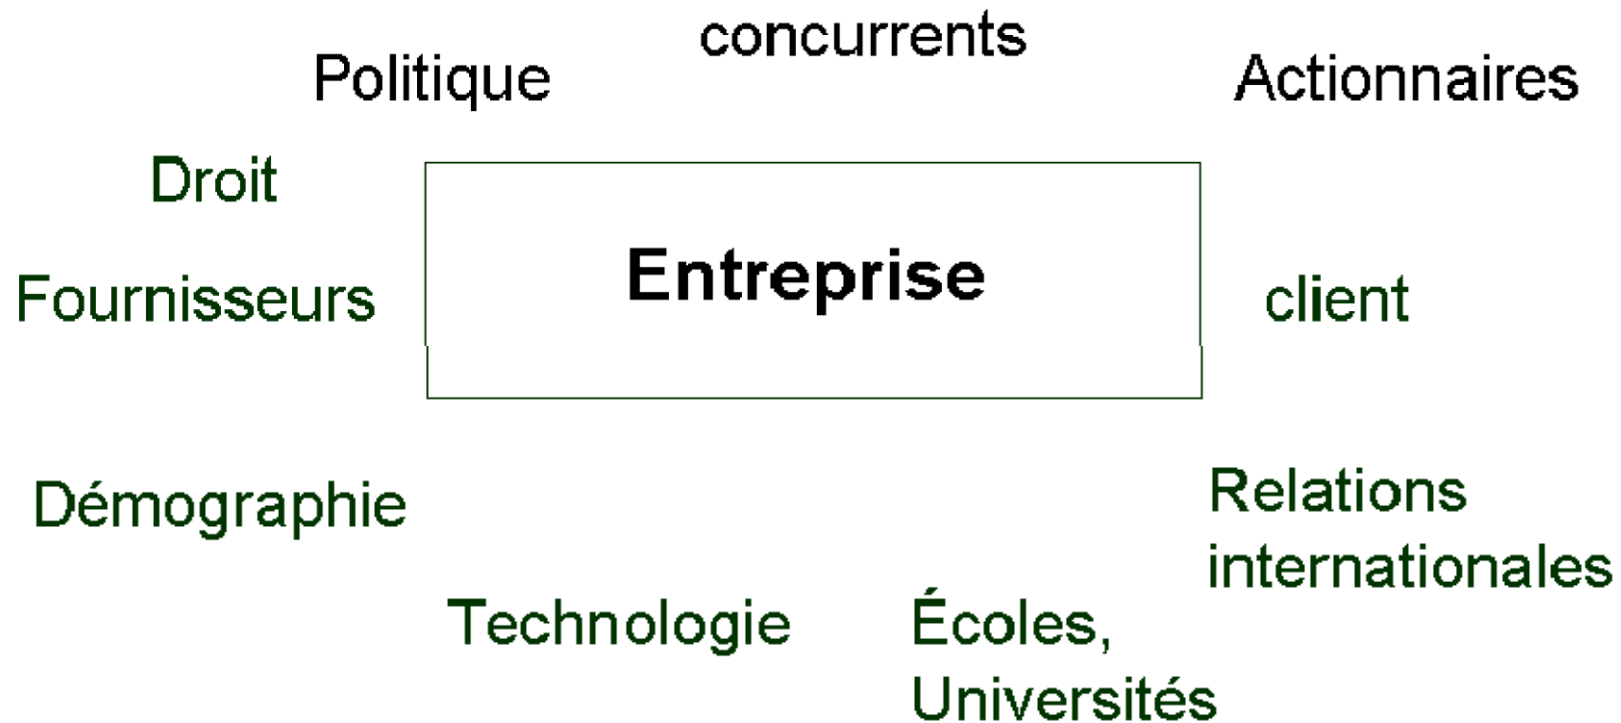 concurrents
Politique
Actionnaires
Droit
Entreprise
Fournisseurs
client
Démographie
Relations
internationales
Technologie
Écoles,
Universités